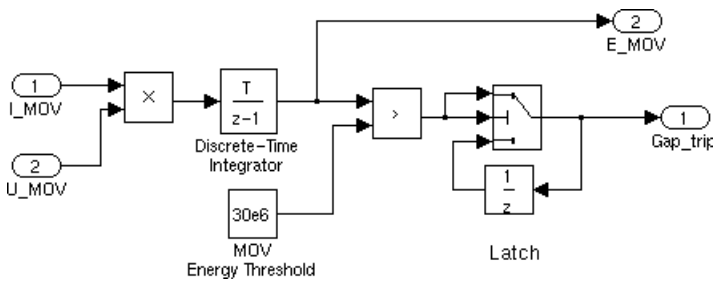 2
E_MOV
1
I_MOV
×
T
z−1
Discrete−Time
Integrator
>
1
Gap_trip
2
U_MOV
1
z
30e6
MOV
Energy Threshold
Latch